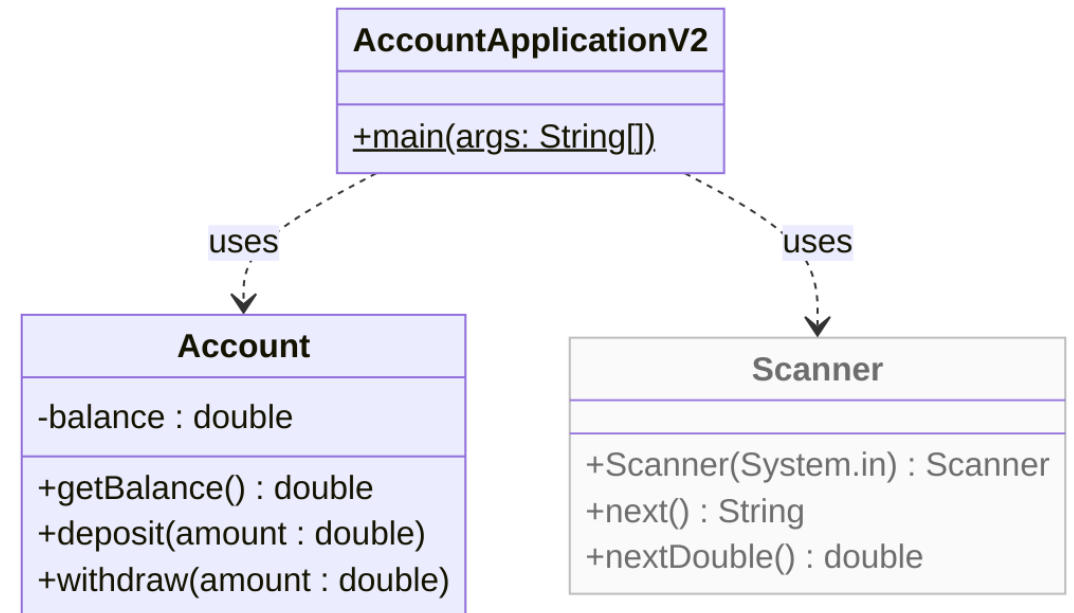 AccountApplicationV2
+main(args: String[])
uses
uses
Account
-balance : double
+getBalance() : double
+deposit(amount : double)
+withdraw(amount : double)
Scanner
+Scanner(System.in) : Scanner
+next() : String
+nextDouble() : double